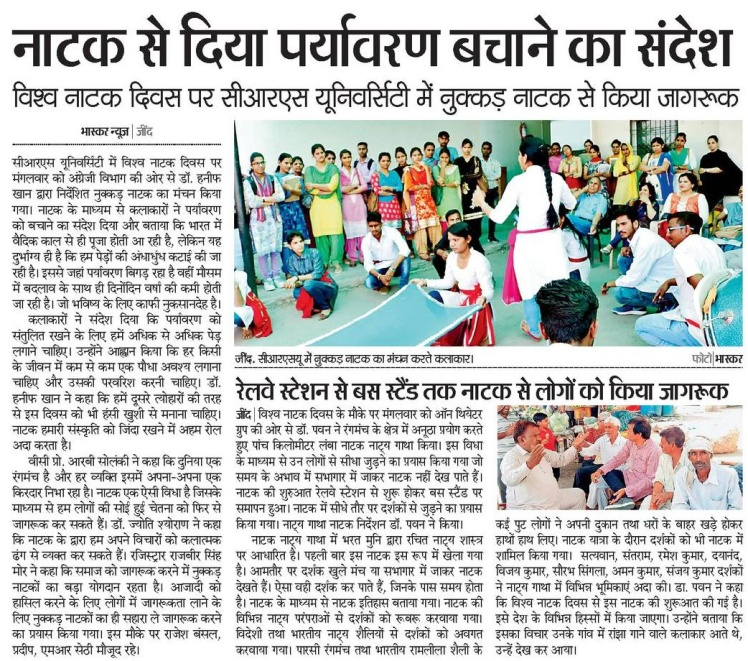 नाटक से दिया पर्यावरण बचाने का संदेश
विश्व नाटक दिवस पर सीआरएस यूनिवर्सिटी में नुक्कड़ नाटक से किया जागरूक
भास्कर न्यूज | जींद
सीआरएस यूनिवर्सिटी में विश्व नाटक दिवस पर
मंगलवार को अंग्रेजी विभाग की ओर से डॉ. हनीफ
खान द्वारा निर्देशित नुक्कड़ नाटक का मंचन किया
गया। नाटक के माध्यम से कलाकारों ने पर्यावरण
को बचाने का संदेश दिया और बताया कि भारत में
वैदिक काल से ही पूजा होती आ रही है, लेकिन यह
दुर्भाग्य ही है कि हम पेड़ों की अंधाधुंध कटाई की जा
रही है। इससे जहां पर्यावरण बिगड़ रहा है वहीं मौसम
में बदलाव के साथ ही दिनोंदिन वर्षा की कमी होती
जा रही है। जो भविष्य के लिए काफी नुकसानदेह है।
कलाकारों ने संदेश दिया कि पर्यावरण को
संतुलित रखने के लिए हमें अधिक से अधिक पेड़
लगाने चाहिए। उन्होंने आह्वान किया कि हर किसी
के जीवन में कम से कम एक पौधा अवश्य लगाना
चाहिए और उसकी परवरिश करनी चाहिए। डॉ.
हनीफ खान ने कहा कि हमें दूसरे त्योहारों की तरह
से इस दिवस को भी हंसी खुशी से मनाना चाहिए।
नाटक हमारी संस्कृति को जिंदा रखने में अहम रोल
अदा करता है।
वीसी प्रो. आरबी सोलंकी ने कहा कि दुनिया एक
रंगमंच है और हर व्यक्ति इसमें अपना-अपना एक
किरदार निभा रहा है। नाटक एक ऐसी विधा है जिसके
माध्यम से हम लोगों की सोई हुई चेतना को फिर से
जागरूक कर सकते हैं। डॉ. ज्योति श्योराण ने कहा
कि नाटक के द्वारा हम अपने विचारों को कलात्मक
ढंग से व्यक्त कर सकते हैं। रजिस्ट्रार राजबीर सिंह
मोर ने कहा कि समाज को जागरूक करने में नुक्कड़
नाटकों का बड़ा योगदान रहता है। आजादी को
हासिल करने के लिए लोगों में जागरूकता लाने के
लिए नुक्कड़ नाटकों का ही सहारा ले जागरूक करने
का प्रयास किया गया। इस मौके पर राजेश बंसल,
प्रदीप, एमआर सेठी मौजूद रहे।
जींद. सीआरएसयू में नुक्कड़ नाटक का मंचन करते कलाकार।
फोटो | भास्कर
रेलवे स्टेशन से बस स्टैंड तक नाटक से लोगों को किया जागरूक
जींद | विश्व नाटक दिवस के मौके पर मंगलवार को ऑन थियेटर
ग्रुप की ओर से डॉ. पवन ने रंगमंच के क्षेत्र में अनूठा प्रयोग करते
हुए पांच किलोमीटर लंबा नाटक नाट्य गाथा किया। इस विधा
के माध्यम से उन लोगों से सीधा जुड़ने का प्रयास किया गया जो
समय के अभाव में सभागार में जाकर नाटक नहीं देख पाते हैं।
नाटक की शुरुआत रेलवे स्टेशन से शुरू होकर बस स्टैंड पर
समापन हुआ। नाटक में सीधे तौर पर दर्शकों से जुड़ने का प्रयास
किया गया। नाट्य गाथा नाटक निर्देशन डॉ. पवन ने किया।
नाटक नाट्य गाथा में भरत मुनि द्वारा रचित नाट्य शास्त्र
पर आधारित है। पहली बार इस नाटक इस रूप में खेला गया
है। आमतौर पर दर्शक खुले मंच या सभागार में जाकर नाटक
देखते हैं। ऐसा वही दर्शक कर पाते हैं, जिनके पास समय होता
है। नाटक के माध्यम से नाटक इतिहास बताया गया। नाटक की
विभिन्न नाट्य परंपराओं से दर्शकों को रूबरू करवाया गया।
विदेशी तथा भारतीय नाट्य शैलियों से दर्शकों को अवगत
करवाया गया। पारसी रंगमंच तथा भारतीय रामलीला शैली के
कई पुट लोगों ने अपनी दुकान तथा घरों के बाहर खड़े होकर
हाथों हाथ लिए। नाटक यात्रा के दौरान दर्शकों को भी नाटक में
शामिल किया गया। सत्यवान, संतराम, रमेश कुमार, दयानंद,
विजय कुमार, सौरभ सिंगला, अमन कुमार, संजय कुमार दर्शकों
ने नाट्य गाथा में विभिन्न भूमिकाएं अदा की। डा. पवन ने कहा
कि विश्व नाटक दिवस से इस नाटक की शुरुआत की गई है।
इसे देश के विभिन्न हिस्सों में किया जाएगा। उन्होंने बताया कि
इसका विचार उनके गांव में रांझा गाने वाले कलाकार आते थे,
उन्हें देख कर आया।